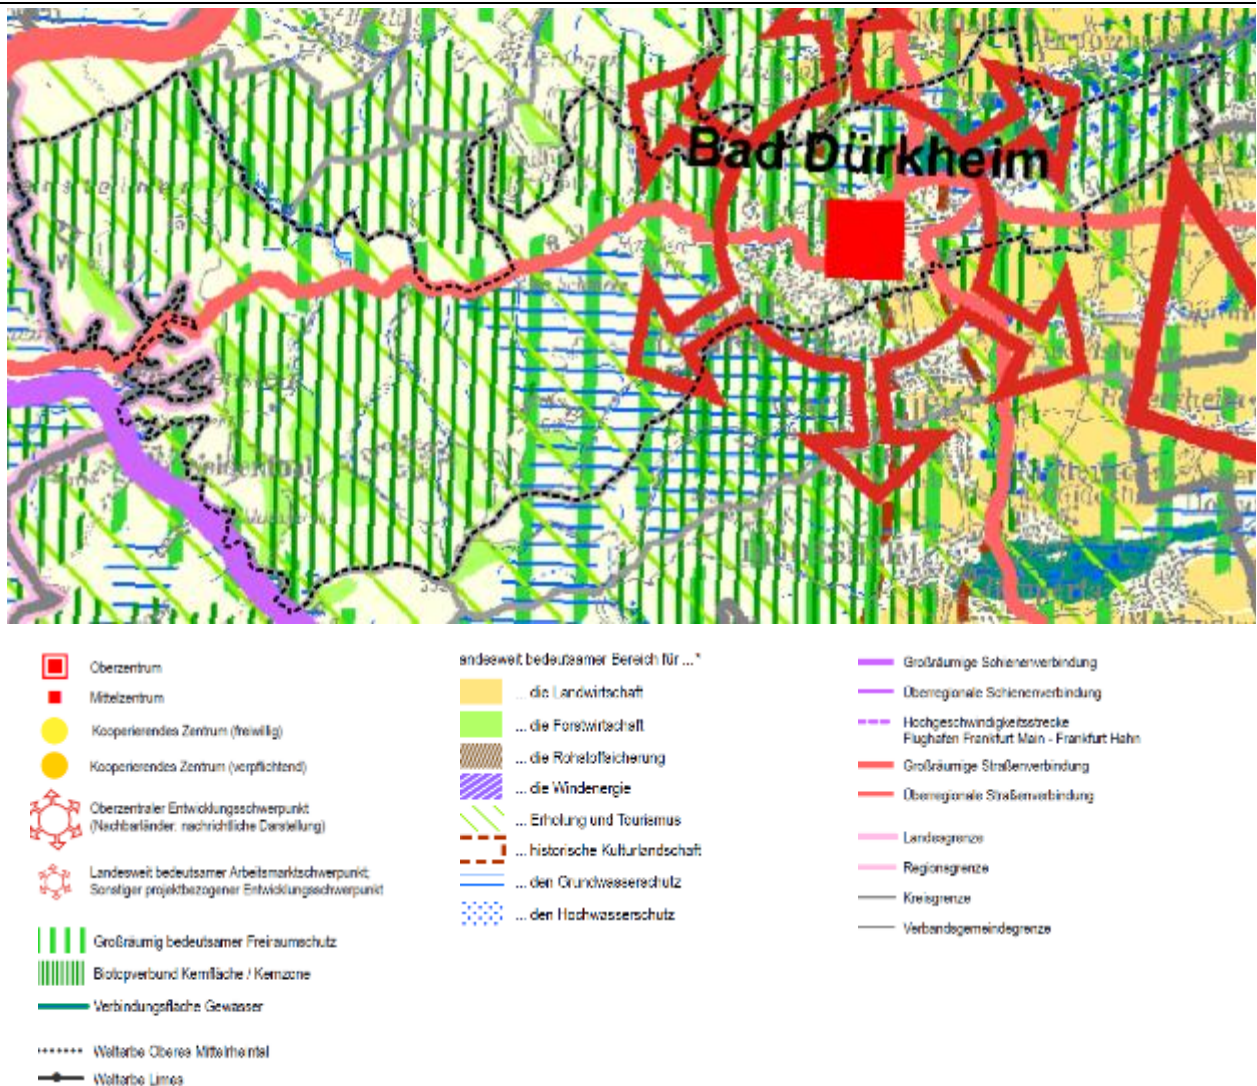 Bad Dürkheim
Oberzentrum
Mittelzentrum
Kooperierendes Zentrum (freiwillig)
Kooperierendes Zentrum (verpflichtend)
Oberzentraler Entwicklungsschwerpunkt
(Nachbarländer: nachrichtliche Darstellung)
Landesweit bedeutsamer Arbeitsmarktschwerpunkt;
Sonstiger projektbezogener Entwicklungsschwerpunkt
Großräumig bedeutsamer Freiraumschutz
Biotopverbund Kernfläche / Kernzone
Verbindungsfläche Gewässer
Welterbe Oberes Mittelrheintal
Welterbe Limes
andesweit bedeutsamer Bereich für ...*
... die Landwirtschaft
... die Forstwirtschaft
... die Rohstoffsicherung
... die Windenergie
... Erholung und Tourismus
... historische Kulturlandschaft
... den Grundwasserschutz
... den Hochwasserschutz
Großräumige Schienenverbindung
Überregionale Schienenverbindung
Hochgeschwindigkeitsstrecke
Flughafen Frankfurt Main - Frankfurt Hahn
Großräumige Straßenverbindung
Überregionale Straßenverbindung
Landesgrenze
Regionsgrenze
Kreisgrenze
Verbandsgemeindegrenze